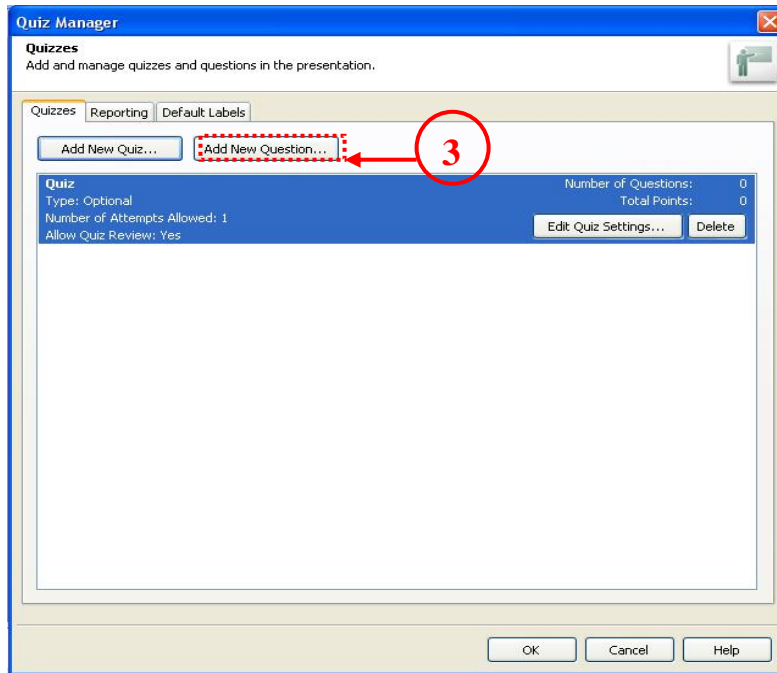 Quiz Manager
Quizzes
Add and manage quizzes and questions in the presentation.
Quizzes Reporting Default Labels
Add New Quiz... Add New Question... 3
Quiz Number of Questions: 0
Type: Optional Total Points: 0
Number of Attempts Allowed: 1
Edit Quiz Settings... Delete
Allow Quiz Review: Yes
OK Cancel Help